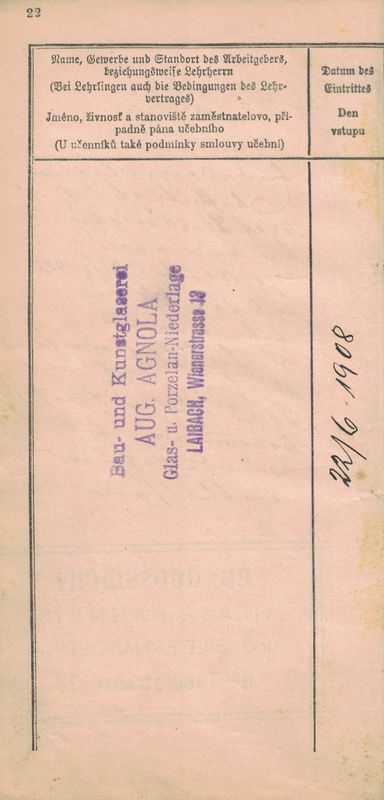 22
Name, Gewerbe und Standort des Arbeitgebers,
beziehungsweise Lehrherrn
(Bei Lehrlingen auch die Bedingungen des Lehr-
vertrages)
Jméno, živnosť a stanoviště zaměstnatelovo, pří-
padně pána učebního
(U učenníků také podmínky smlouvy učební)
Datum des
Eintrittes
Den
vstupu
Bau- und Kunstglaserei
AUG. AGNOLA
Glas- u. Porzelan-Niederlage
LAIBACH, Wienerstrasse 13
22/6 1908